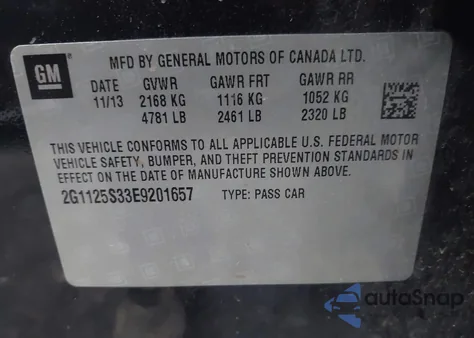 GM
MFD BY GENERAL MOTORS OF CANADA LTD.
DATE GVWR GAWR FRT GAWR RR
11/13 2168 KG 1116 KG 1052 KG
4781 LB 2461 LB 2320 LB
THIS VEHICLE CONFORMS TO ALL APPLICABLE U.S. FEDERAL MOTOR
VEHICLE SAFETY, BUMPER, AND THEFT PREVENTION STANDARDS IN
EFFECT ON THE DATE OF MANUFACTURE SHOWN ABOVE.
2G1125S33E9201657 TYPE: PASS CAR
autoSnap